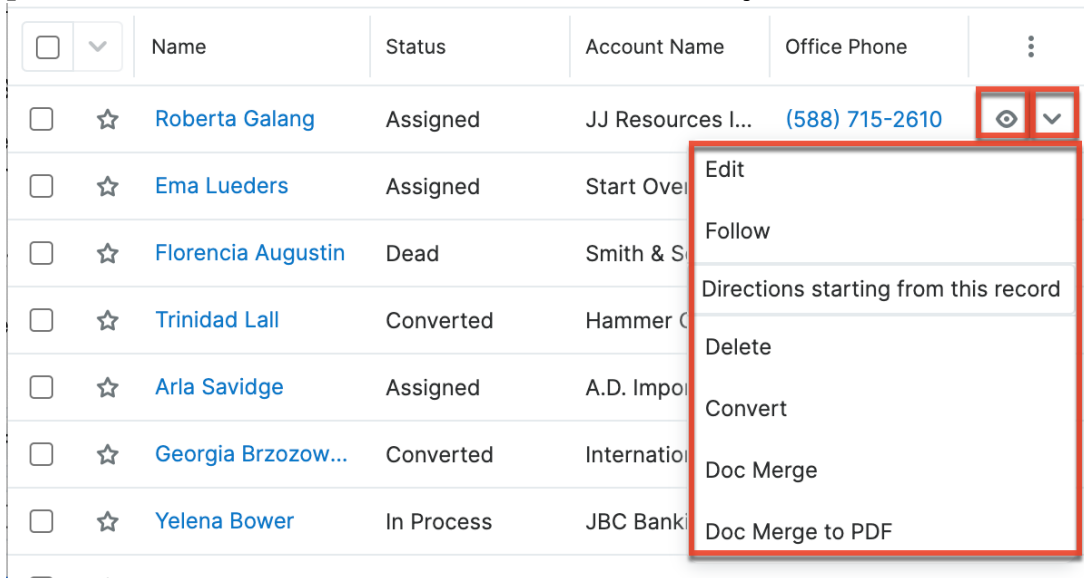 Name Status Account Name Office Phone
Roberta Galang Assigned JJ Resources I... (588) 715-2610
Ema Lueders Assigned Start Over
Florencia Augustin Dead Smith & S
Trinidad Lall Converted Hammer
Arla Savidge Assigned A.D. Impo
Georgia Brzozow... Converted Internatio
Yelena Bower In Process JBC Bank
Edit
Follow
Directions starting from this record
Delete
Convert
Doc Merge
Doc Merge to PDF